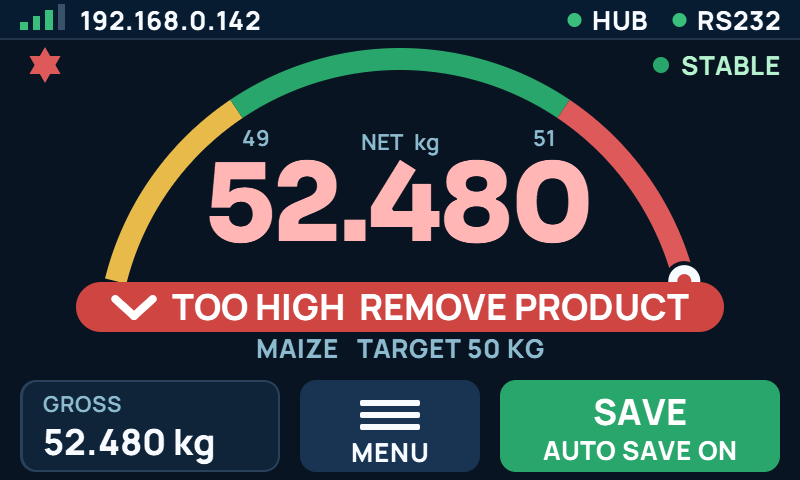 192.168.0.142 HUB RS232
STABLE
49 NET kg 51
52.480
TOO HIGH REMOVE PRODUCT
MAIZE TARGET 50 KG
GROSS
52.480 kg
MENU
SAVE
AUTO SAVE ON